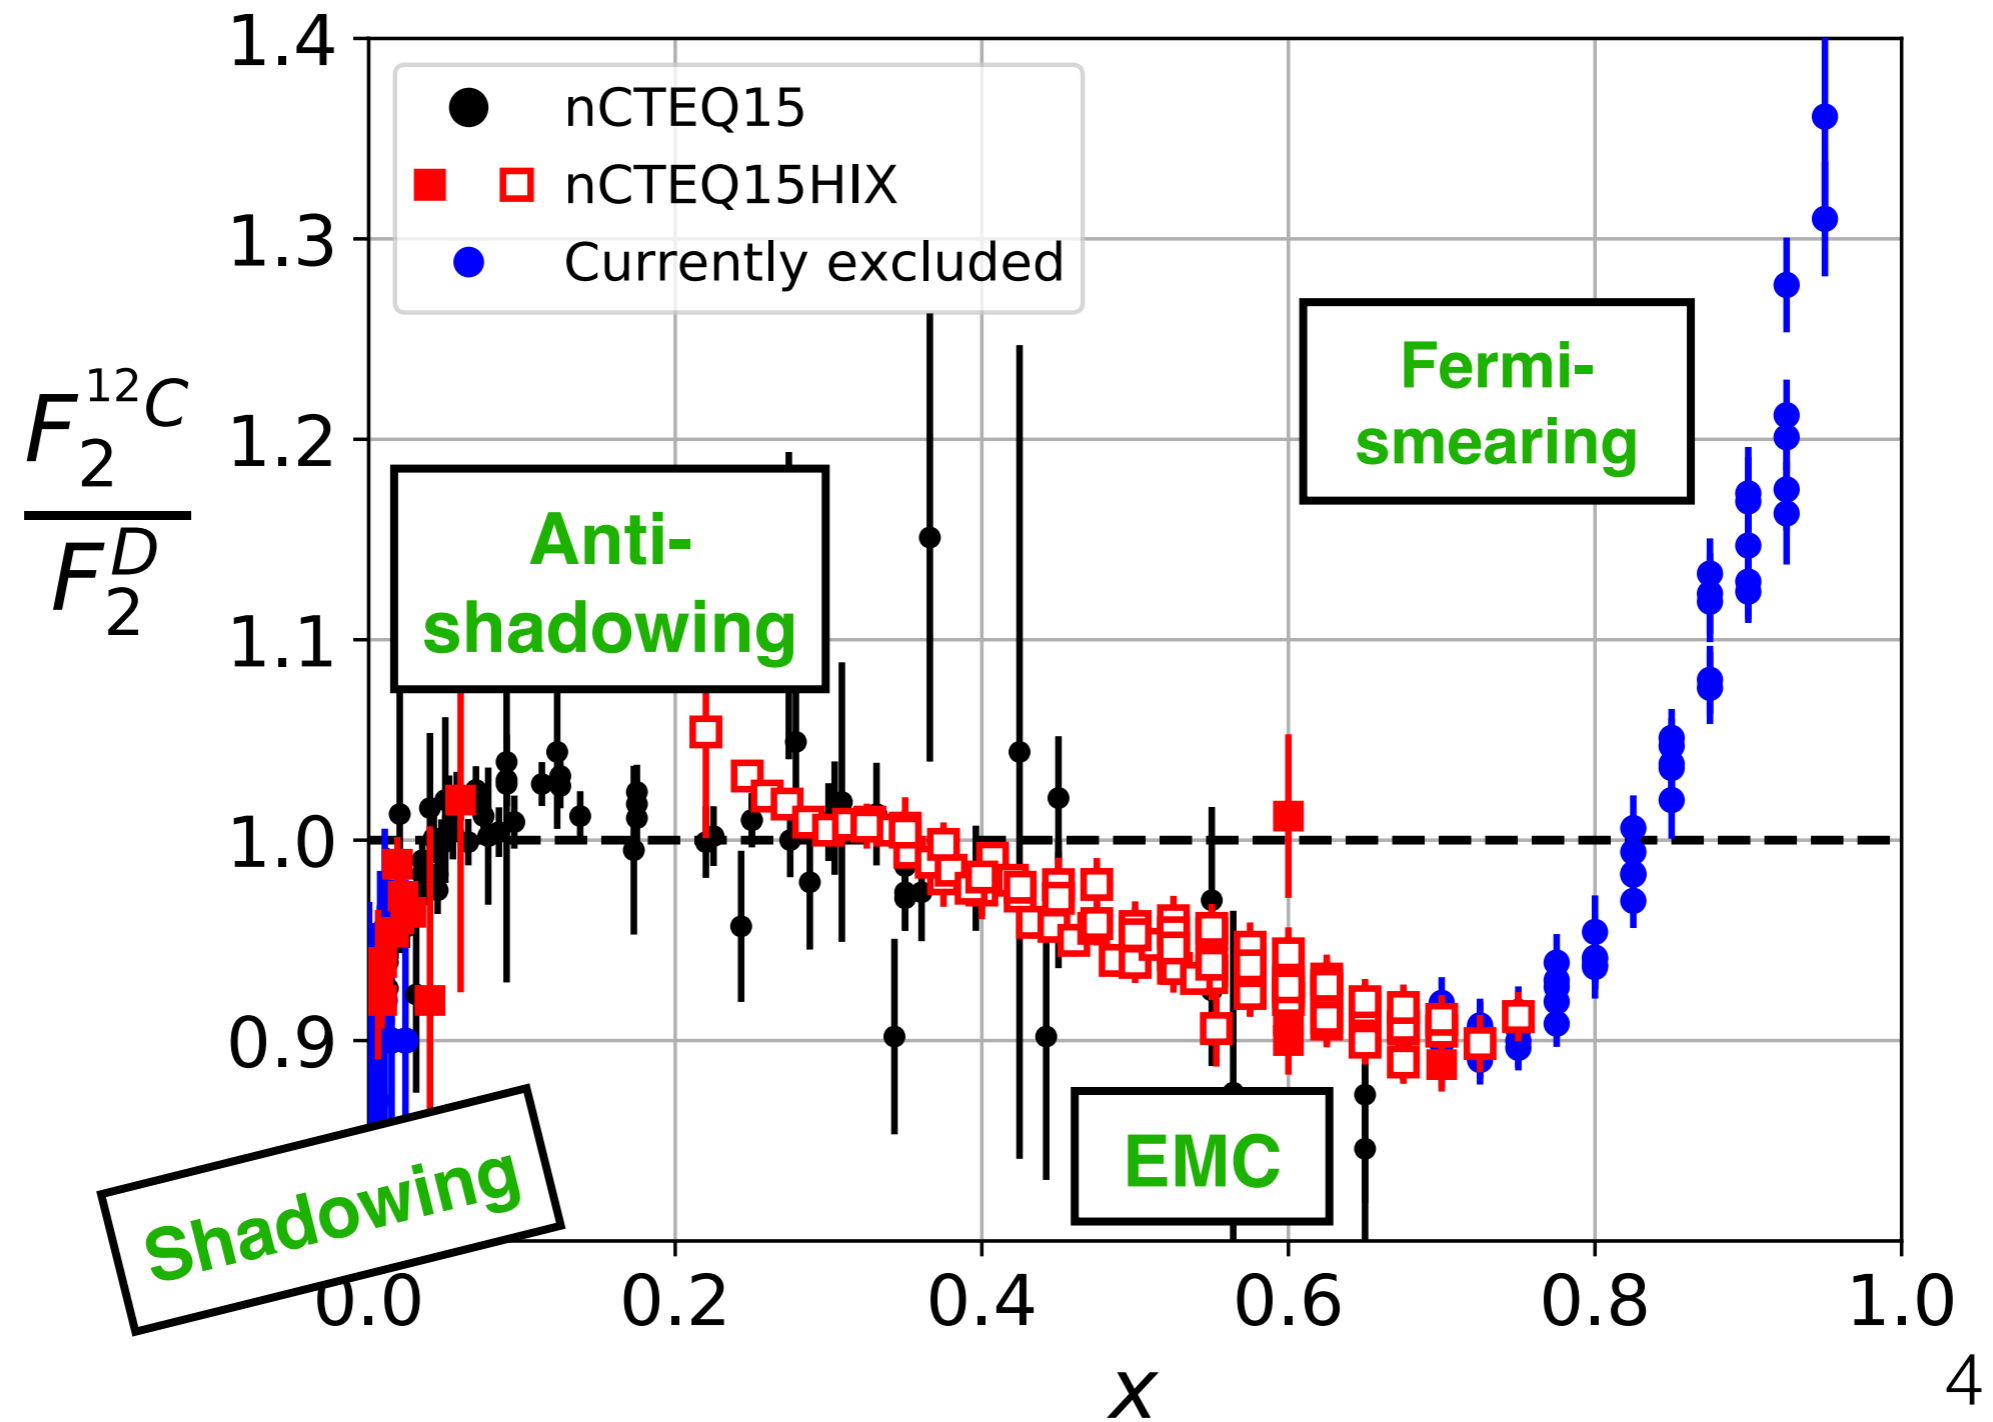 1.4
1.3
1.2
1.1
1.0
0.9
nCTEQ15
nCTEQ15HIX
Currently excluded
F₂^¹²C
F₂^D
Fermi-
smearing
Anti-
shadowing
EMC
Shadowing
0.0 0.2 0.4 0.6 0.8 1.0
x
4